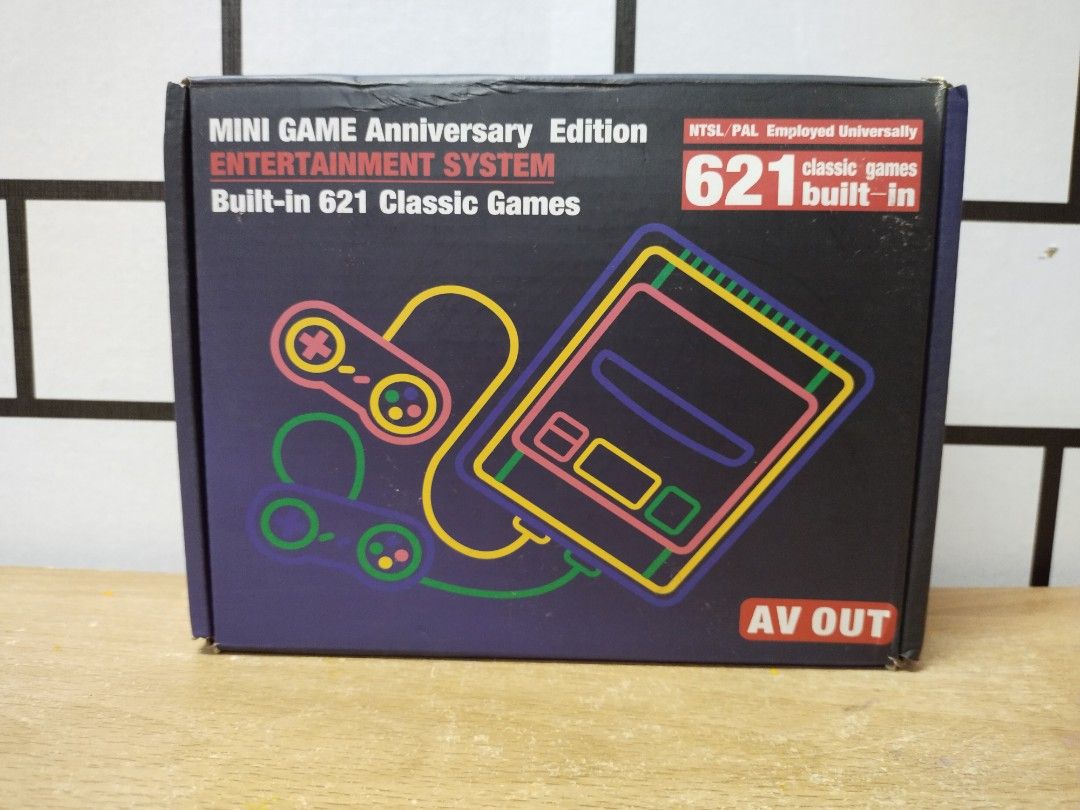 MINI GAME Anniversary Edition
ENTERTAINMENT SYSTEM
Built-in 621 Classic Games
NTSL/PAL Employed Universally
621 classic games
built-in
AV OUT